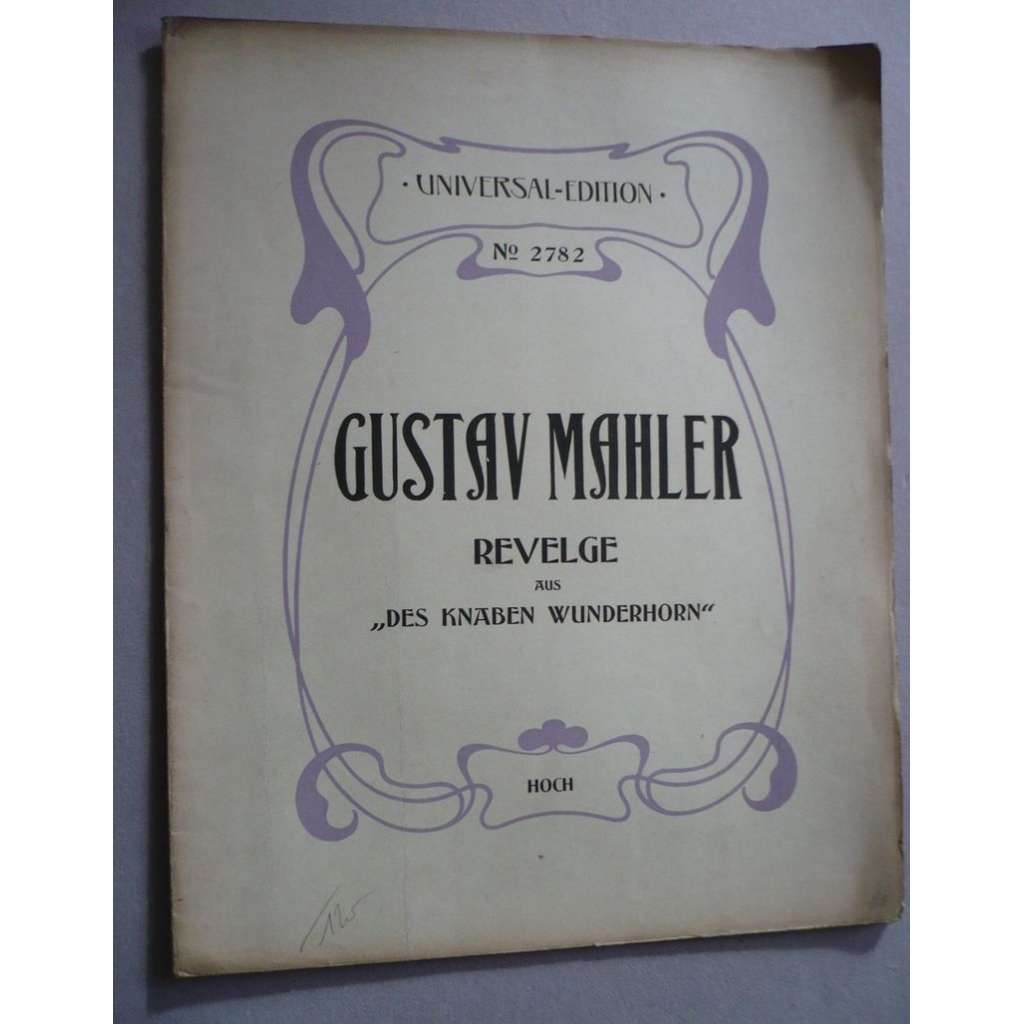 · UNIVERSAL-EDITION ·
No 2782
GUSTAV MAHLER
REVELGE
AUS
„DES KNABEN WUNDERHORN“
HOCH